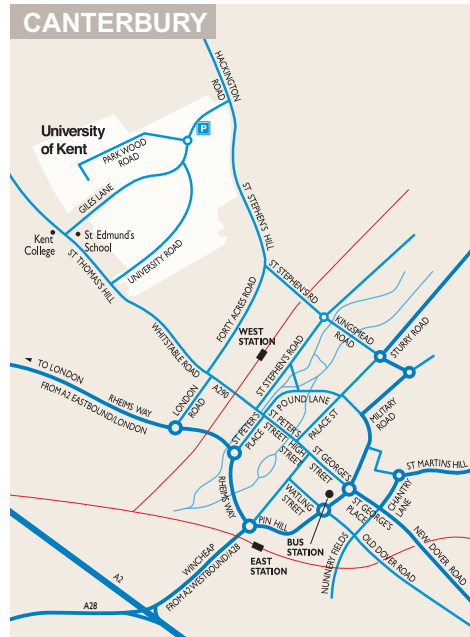 CANTERBURY
HACKINGTON
ROAD
P
University
of Kent
PARK WOOD
ROAD
GILES LANE
ST STEPHEN'S HILL
Kent
College
St Edmund's
School
UNIVERSITY ROAD
ST THOMAS'S HILL
ST STEPHEN'S RD
FORTY ACRES ROAD
WHITSTABLE ROAD
WEST
STATION
KINGSMEAD
ROAD
STURRY ROAD
ST STEPHEN'S ROAD
TO LONDON
FROM A2 EASTBOUND/LONDON
RHEIMS WAY
LONDON
ROAD
A290
POUND LANE
ST PETER'S
PLACE
ST PETER'S
STREET
HIGH
STREET
PALACE ST
MILITARY
ROAD
ST GEORGE'S
STREET
ST MARTINS HILL
CHANTRY
LANE
WATLING
STREET
ST GEORGE'S
PLACE
RHEIMS WAY
PIN HILL
BUS
STATION
NEW DOVER ROAD
OLD DOVER ROAD
NUNNERY FIELDS
EAST
STATION
WINCHEAP
FROM A2 WESTBOUND/A28
A2
A28